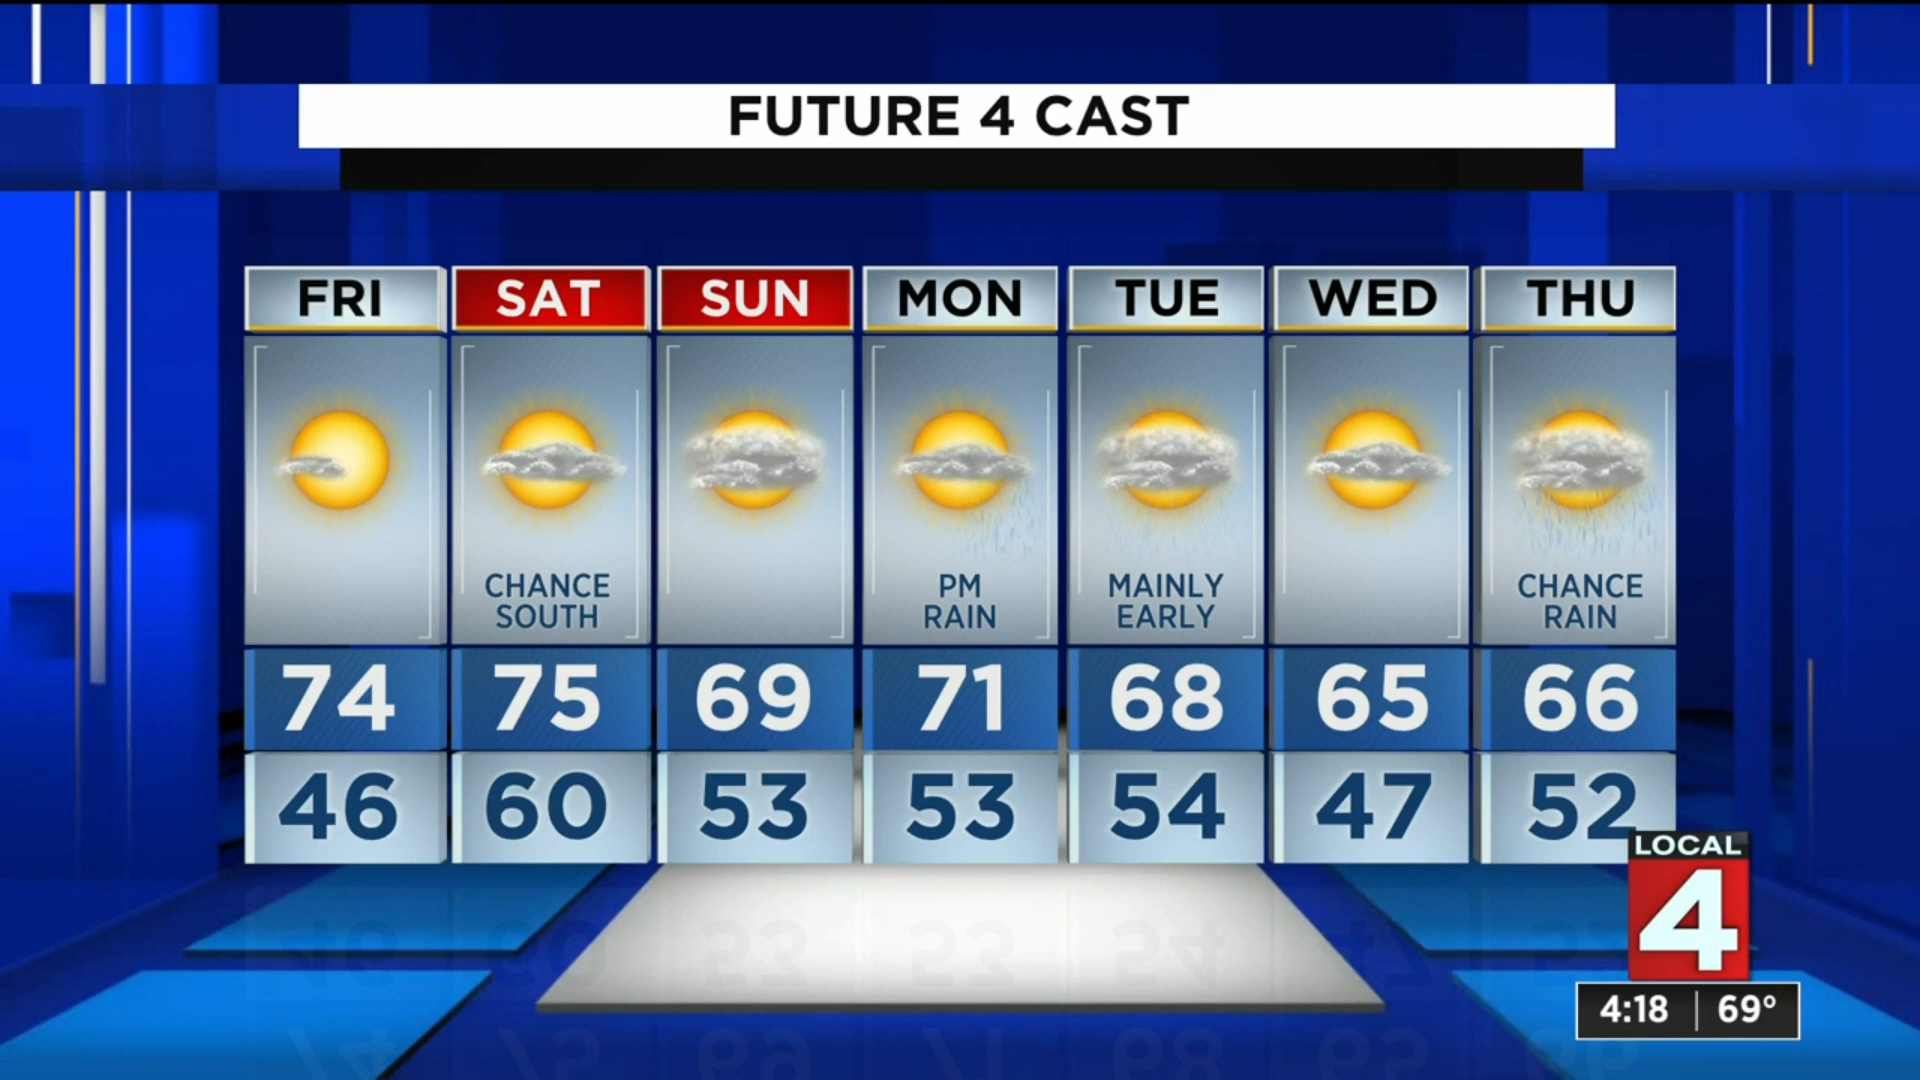 FUTURE 4 CAST
FRI SAT SUN MON TUE WED THU
CHANCE PM MAINLY CHANCE
SOUTH RAIN EARLY RAIN
74 75 69 71 68 65 66
46 60 53 53 54 47 52
LOCAL
4
4:18 69°